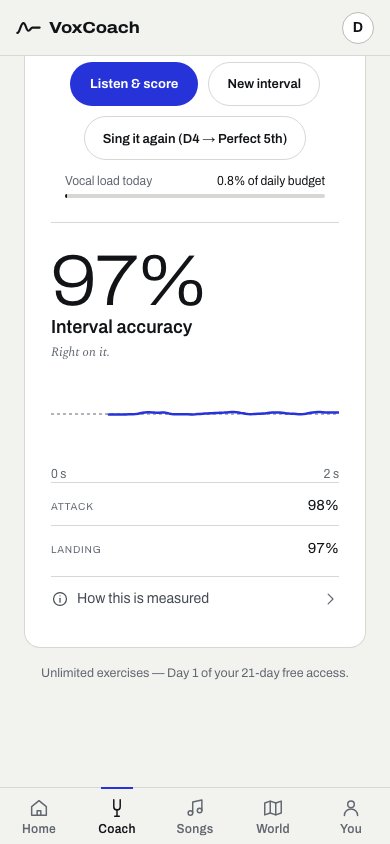 VoxCoach
D
Listen & score
New interval
Sing it again (D4 → Perfect 5th)
Vocal load today
0.8% of daily budget
97%
Interval accuracy
Right on it.
0 s
2 s
ATTACK
98%
LANDING
97%
How this is measured
Unlimited exercises — Day 1 of your 21-day free access.
Home
Coach
Songs
World
You